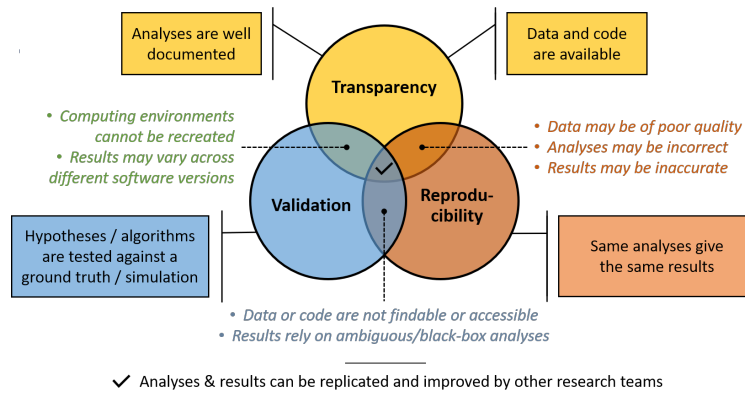 Analyses are well
documented
Data and code
are available
Transparency
• Computing environments
cannot be recreated
• Results may vary across
different software versions
• Data may be of poor quality
• Analyses may be incorrect
• Results may be inaccurate
Validation
Reprodu-
cibility
Hypotheses / algorithms
are tested against a
ground truth / simulation
Same analyses give
the same results
• Data or code are not findable or accessible
• Results rely on ambiguous/black-box analyses
✓ Analyses & results can be replicated and improved by other research teams